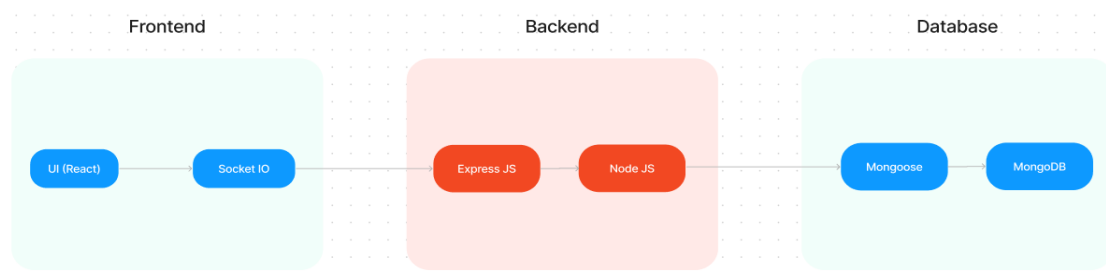 Frontend
Backend
Database
UI (React)
Socket IO
Express JS
Node JS
Mongoose
MongoDB